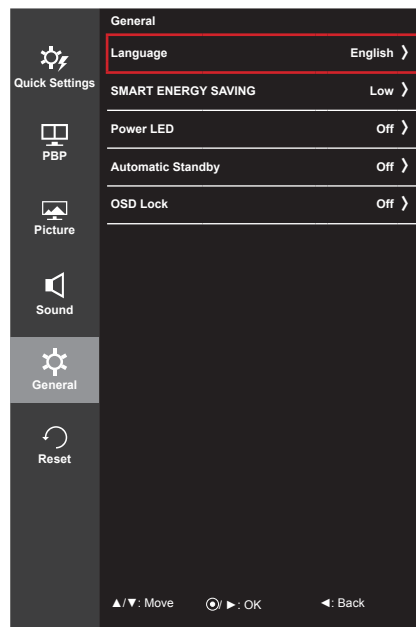 Quick Settings
PBP
Picture
Sound
General
Reset
General
Language English ❯
SMART ENERGY SAVING Low ❯
Power LED Off ❯
Automatic Standby Off ❯
OSD Lock Off ❯
▲/▼: Move ⦿/ ►: OK ◄: Back